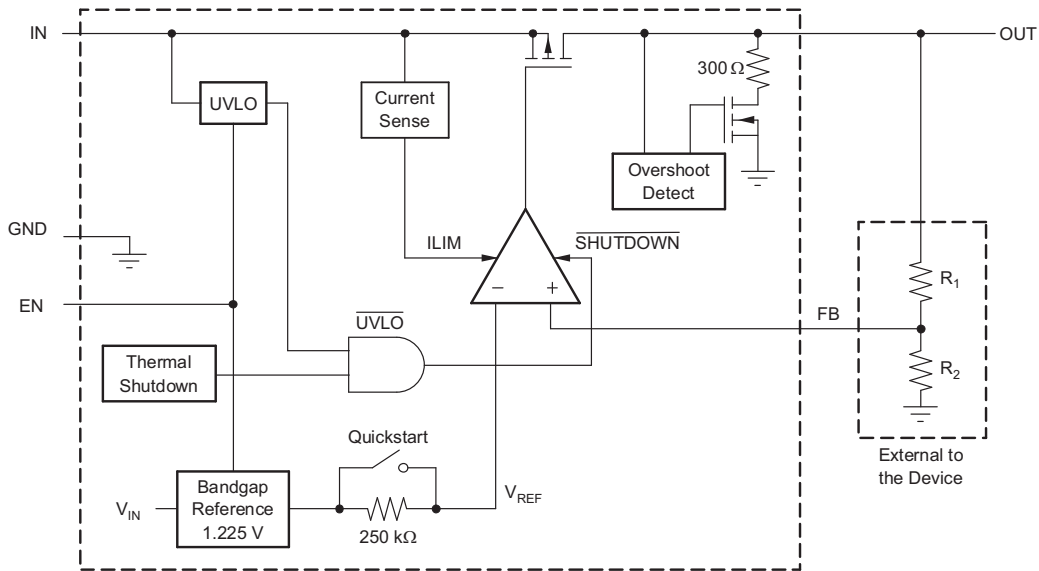 IN
OUT
300 Ω
UVLO
Current
Sense
Overshoot
Detect
GND
ILIM
SHUTDOWN
R1
EN
− +
FB
UVLO
Thermal
Shutdown
R2
Quickstart
External to
the Device
VIN
Bandgap
Reference
1.225 V
VREF
250 kΩ